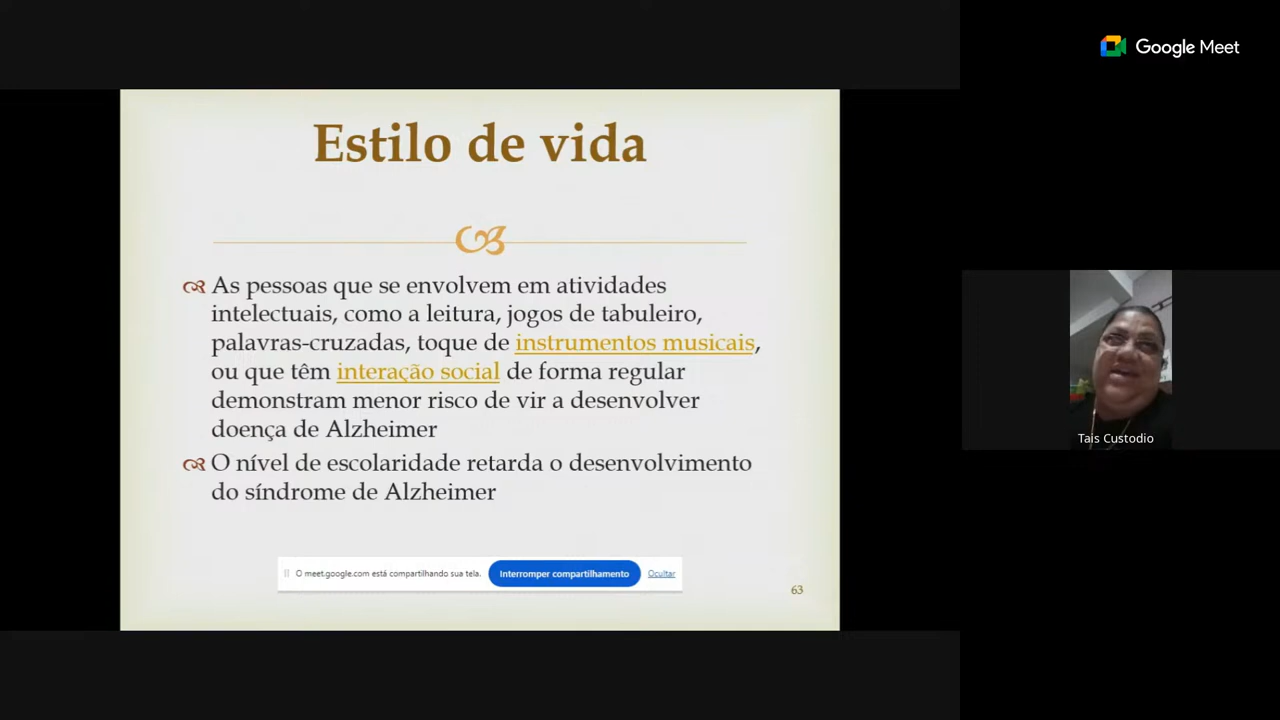 Google Meet
Estilo de vida
As pessoas que se envolvem em atividades
intelectuais, como a leitura, jogos de tabuleiro,
palavras-cruzadas, toque de instrumentos musicais,
ou que têm interação social de forma regular
demonstram menor risco de vir a desenvolver
doença de Alzheimer
O nível de escolaridade retarda o desenvolvimento
do síndrome de Alzheimer
O meet.google.com está compartilhando sua tela. Interromper compartilhamento Ocultar
63
Tais Custodio